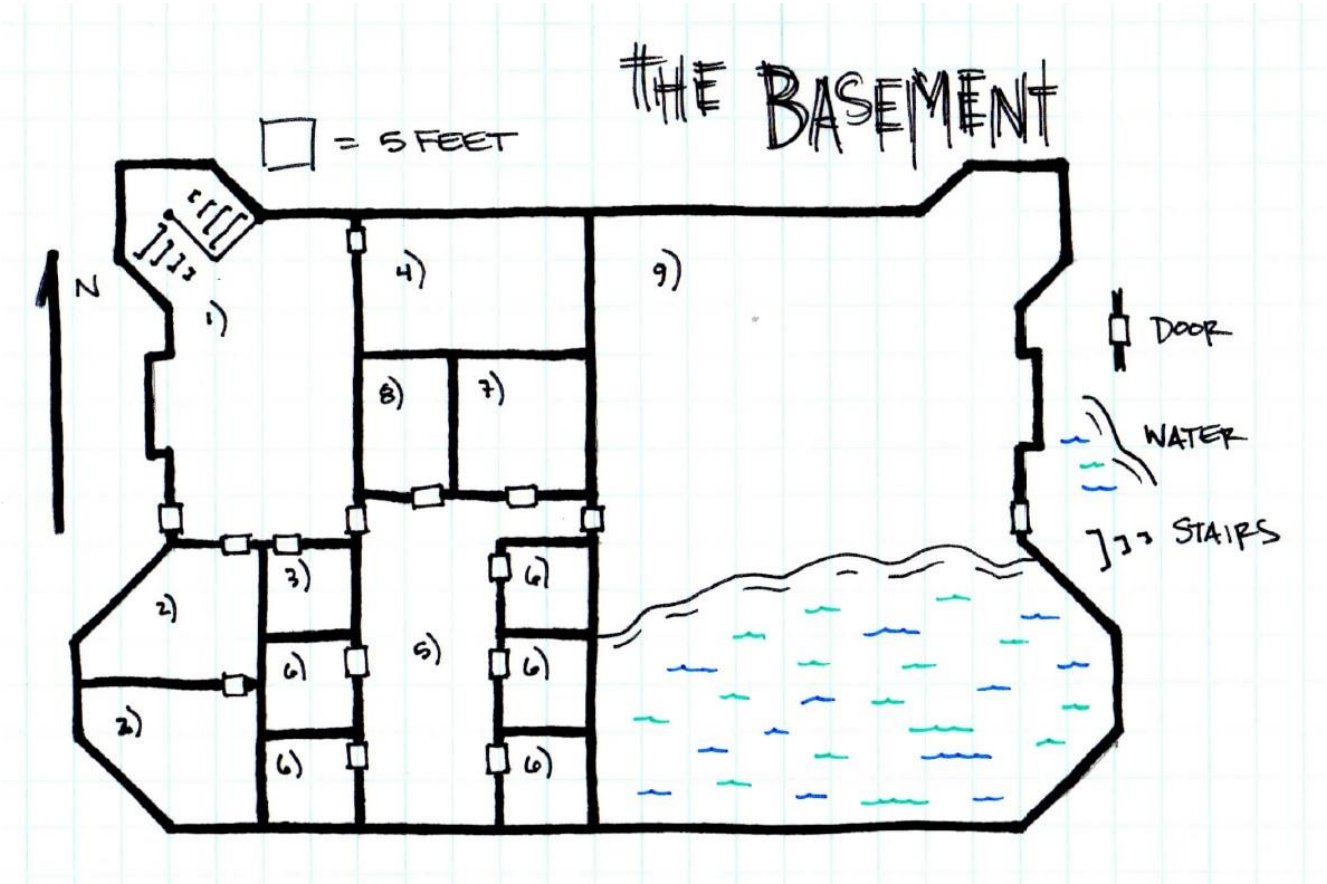 THE BASEMENT
= 5 FEET
N
1)
4)
9)
8)
7)
DOOR
WATER
STAIRS
2)
3)
6)
5)
6)
6)
2)
6)
6)